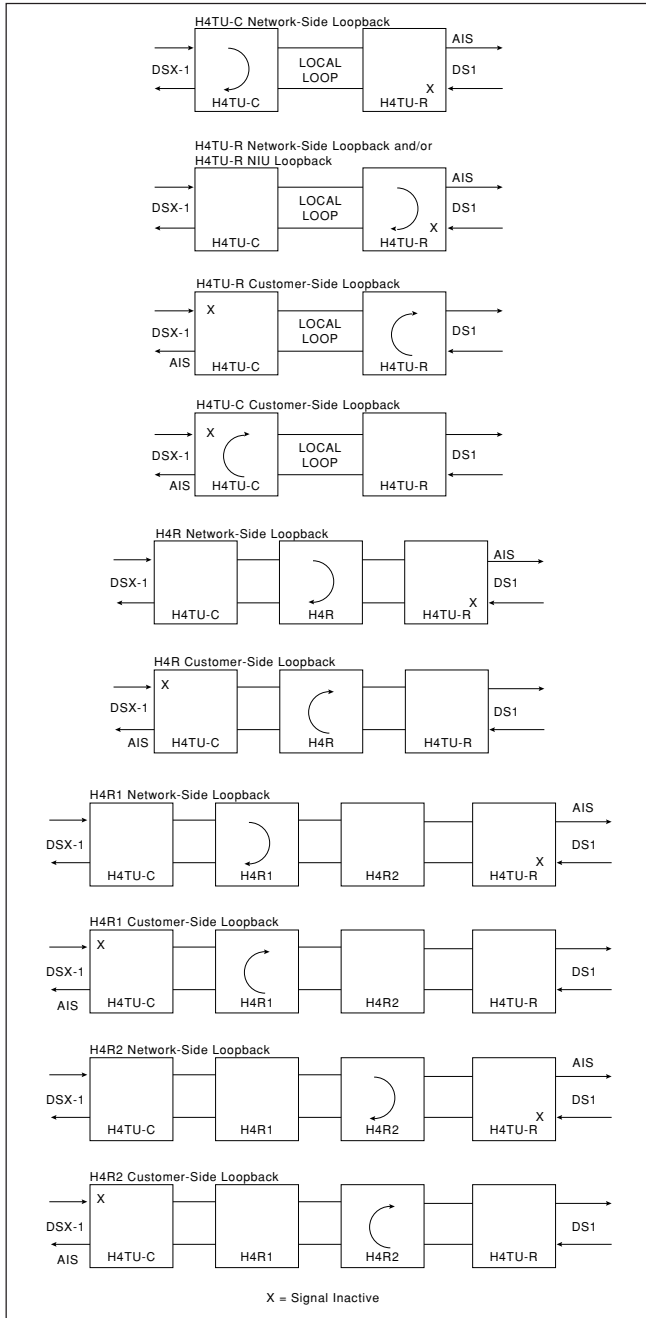 H4TU-C Network-Side Loopback
AIS
DSX-1
LOCAL
LOOP
DS1
X
H4TU-C
H4TU-R
H4TU-R Network-Side Loopback and/or
H4TU-R NIU Loopback
AIS
DSX-1
LOCAL
LOOP
DS1
X
H4TU-C
H4TU-R
H4TU-R Customer-Side Loopback
X
DSX-1
LOCAL
LOOP
DS1
AIS
H4TU-C
H4TU-R
H4TU-C Customer-Side Loopback
X
DSX-1
LOCAL
LOOP
DS1
AIS
H4TU-C
H4TU-R
H4R Network-Side Loopback
AIS
DSX-1
DS1
X
H4TU-C
H4R
H4TU-R
H4R Customer-Side Loopback
X
DSX-1
DS1
AIS
H4TU-C
H4R
H4TU-R
H4R1 Network-Side Loopback
AIS
DSX-1
DS1
X
H4TU-C
H4R1
H4R2
H4TU-R
H4R1 Customer-Side Loopback
X
DSX-1
DS1
AIS
H4TU-C
H4R1
H4R2
H4TU-R
H4R2 Network-Side Loopback
AIS
DSX-1
DS1
X
H4TU-C
H4R1
H4R2
H4TU-R
H4R2 Customer-Side Loopback
X
DSX-1
DS1
AIS
H4TU-C
H4R1
H4R2
H4TU-R
X = Signal Inactive